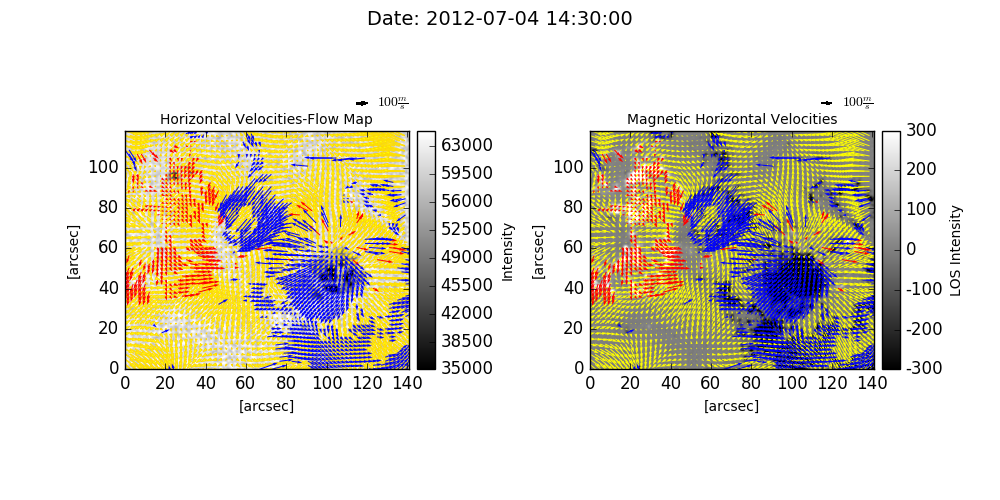 Date: 2012-07-04 14:30:00
100 m/s
Horizontal Velocities-Flow Map
[arcsec]
100
80
60
40
20
0
0 20 40 60 80 100 120 140
[arcsec]
63000
59500
56000
52500
49000
45500
42000
38500
35000
Intensity
100 m/s
Magnetic Horizontal Velocities
[arcsec]
100
80
60
40
20
0
0 20 40 60 80 100 120 140
[arcsec]
300
200
100
0
-100
-200
-300
LOS Intensity